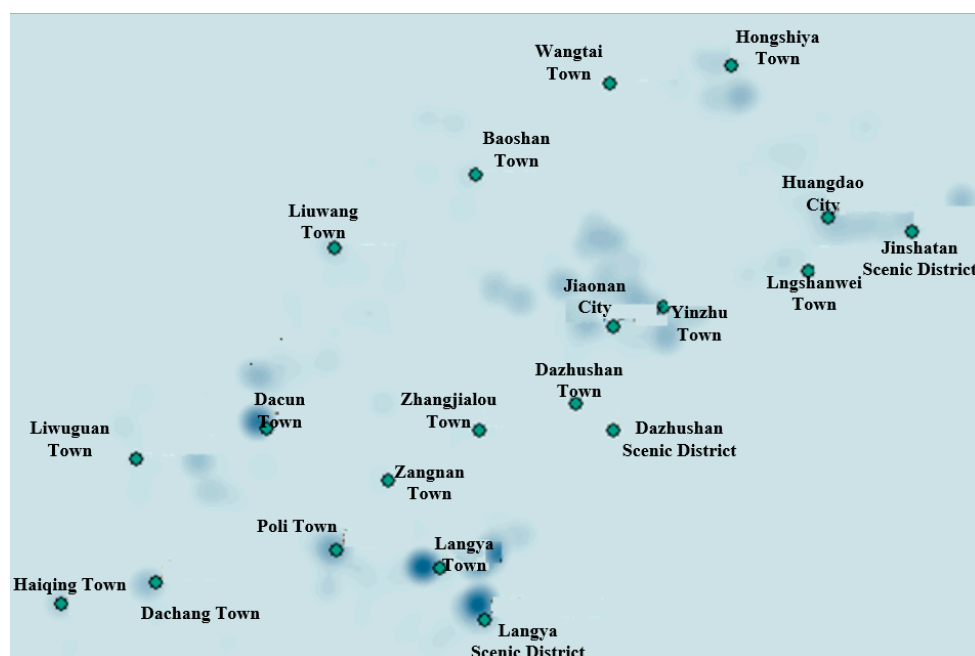 Hongshiya
Town
Wangtai
Town
Baoshan
Town
Huangdao
City
Liuwang
Town
Jinshatan
Scenic District
Lngshanwei
Town
Jiaonan
City
Yinzhu
Town
Dazhushan
Town
Dacun
Town
Zhangjialou
Town
Liwuguan
Town
Dazhushan
Scenic District
Zangnan
Town
Poli Town
Langya
Town
Haiqing Town
Dachang Town
Langya
Scenic District